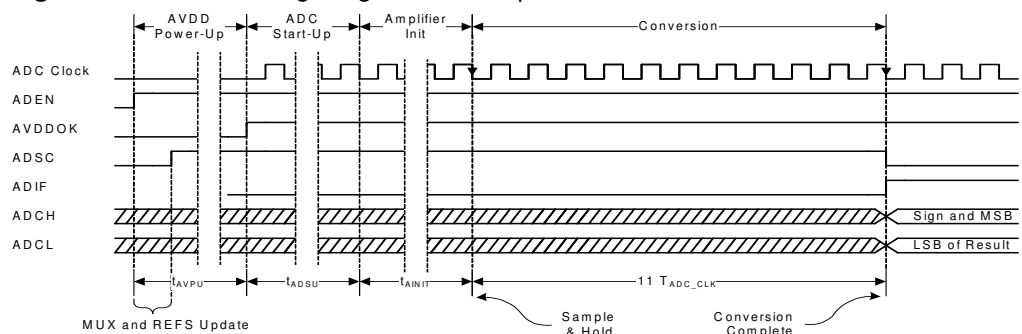 AVDD
Power-Up
ADC
Start-Up
Amplifier
Init
Conversion
ADC Clock
ADEN
AVDDOK
ADSC
ADIF
ADCH
Sign and MSB
ADCL
LSB of Result
tAVPU
tADSU
tAINIT
11 TADC_CLK
MUX and REFS Update
Sample
& Hold
Conversion
Complete